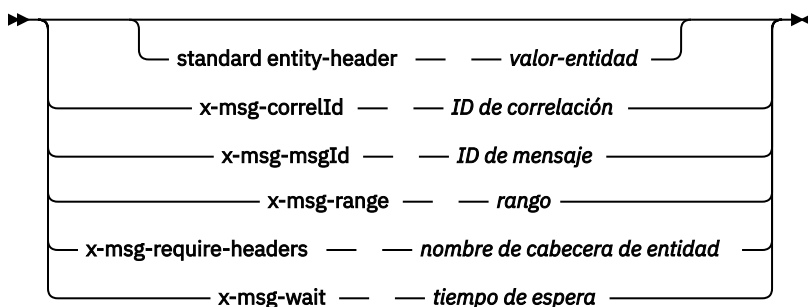 standard entity-header — valor-entidad
x-msg-correlId — ID de correlación
x-msg-msgId — ID de mensaje
x-msg-range — rango
x-msg-require-headers — nombre de cabecera de entidad
x-msg-wait — tiempo de espera